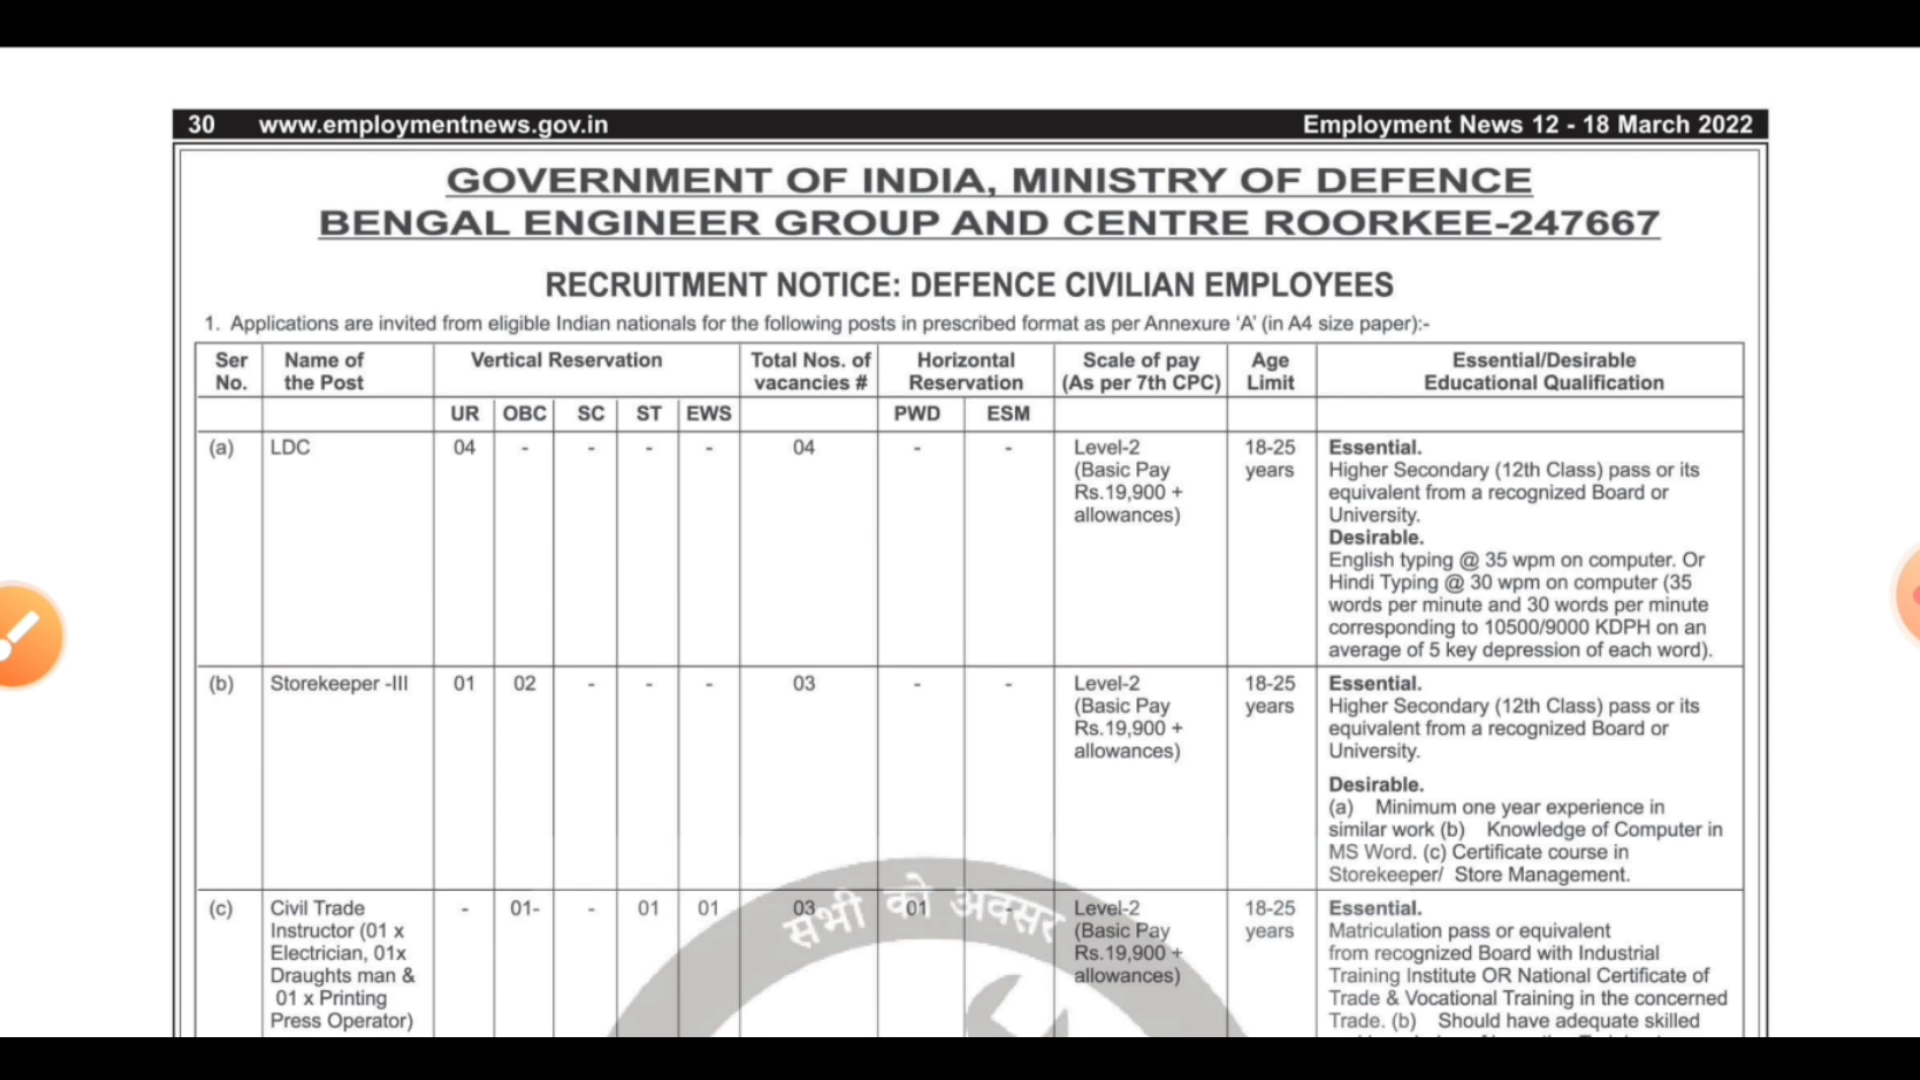 30 www.employmentnews.gov.in Employment News 12 - 18 March 2022
GOVERNMENT OF INDIA, MINISTRY OF DEFENCE
BENGAL ENGINEER GROUP AND CENTRE ROORKEE-247667
RECRUITMENT NOTICE: DEFENCE CIVILIAN EMPLOYEES
1. Applications are invited from eligible Indian nationals for the following posts in prescribed format as per Annexure ‘A’ (in A4 size paper):-
Ser No.
Name of the Post
Vertical Reservation
Total Nos. of vacancies #
Horizontal Reservation
Scale of pay (As per 7th CPC)
Age Limit
Essential/Desirable Educational Qualification
UR OBC SC ST EWS PWD ESM
(a) LDC 04 - - - - 04 - -
Level-2
(Basic Pay
Rs.19,900 +
allowances)
18-25
years
Essential.
Higher Secondary (12th Class) pass or its
equivalent from a recognized Board or
University.
Desirable.
English typing @ 35 wpm on computer. Or
Hindi Typing @ 30 wpm on computer (35
words per minute and 30 words per minute
corresponding to 10500/9000 KDPH on an
average of 5 key depression of each word).
(b) Storekeeper -III 01 02 - - - 03 - -
Level-2
(Basic Pay
Rs.19,900 +
allowances)
18-25
years
Essential.
Higher Secondary (12th Class) pass or its
equivalent from a recognized Board or
University.
Desirable.
(a) Minimum one year experience in
similar work (b) Knowledge of Computer in
MS Word. (c) Certificate course in
Storekeeper/ Store Management.
(c) Civil Trade
Instructor (01 x
Electrician, 01x
Draughts man &
01 x Printing
Press Operator)
- 01- - 01 01 03 01 -
Level-2
(Basic Pay
Rs.19,900 +
allowances)
18-25
years
Essential.
Matriculation pass or equivalent
from recognized Board with Industrial
Training Institute OR National Certificate of
Trade & Vocational Training in the concerned
Trade. (b) Should have adequate skilled
सभी को अवसर